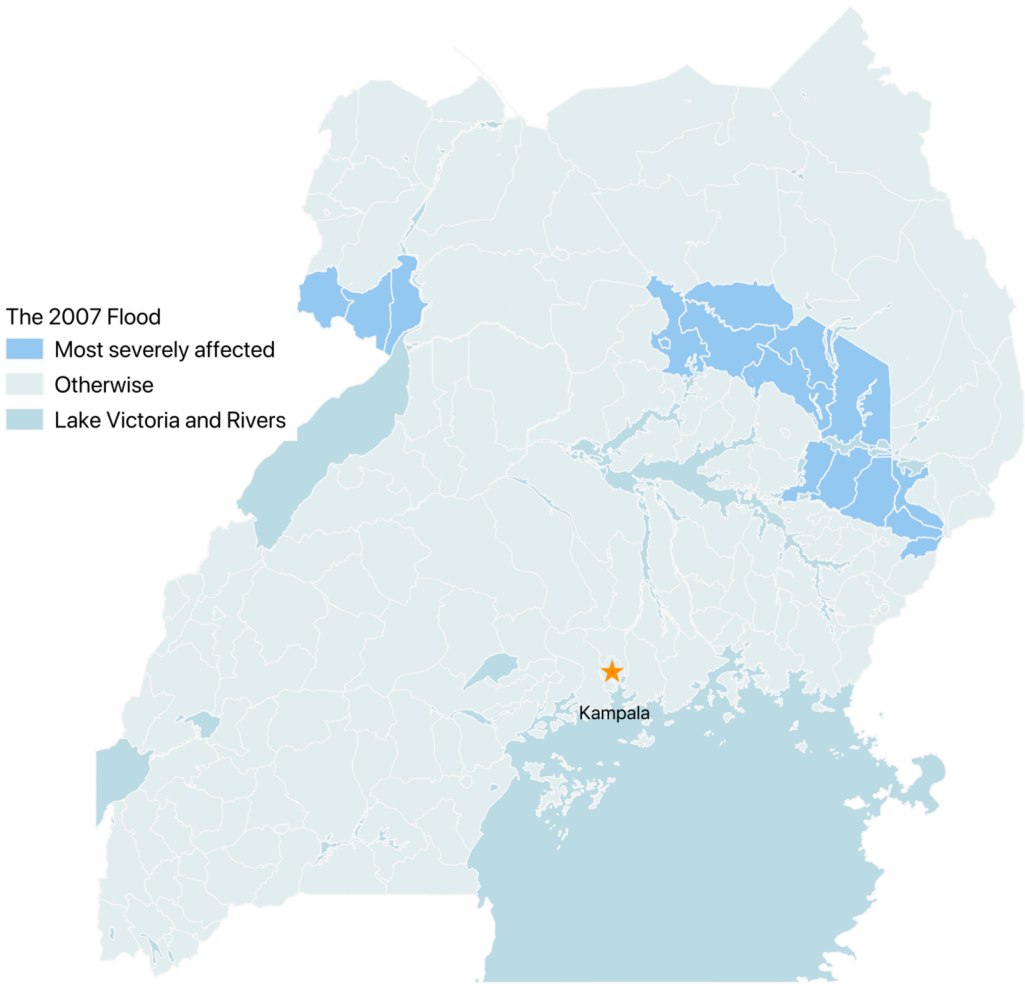 The 2007 Flood
Most severely affected
Otherwise
Lake Victoria and Rivers
Kampala